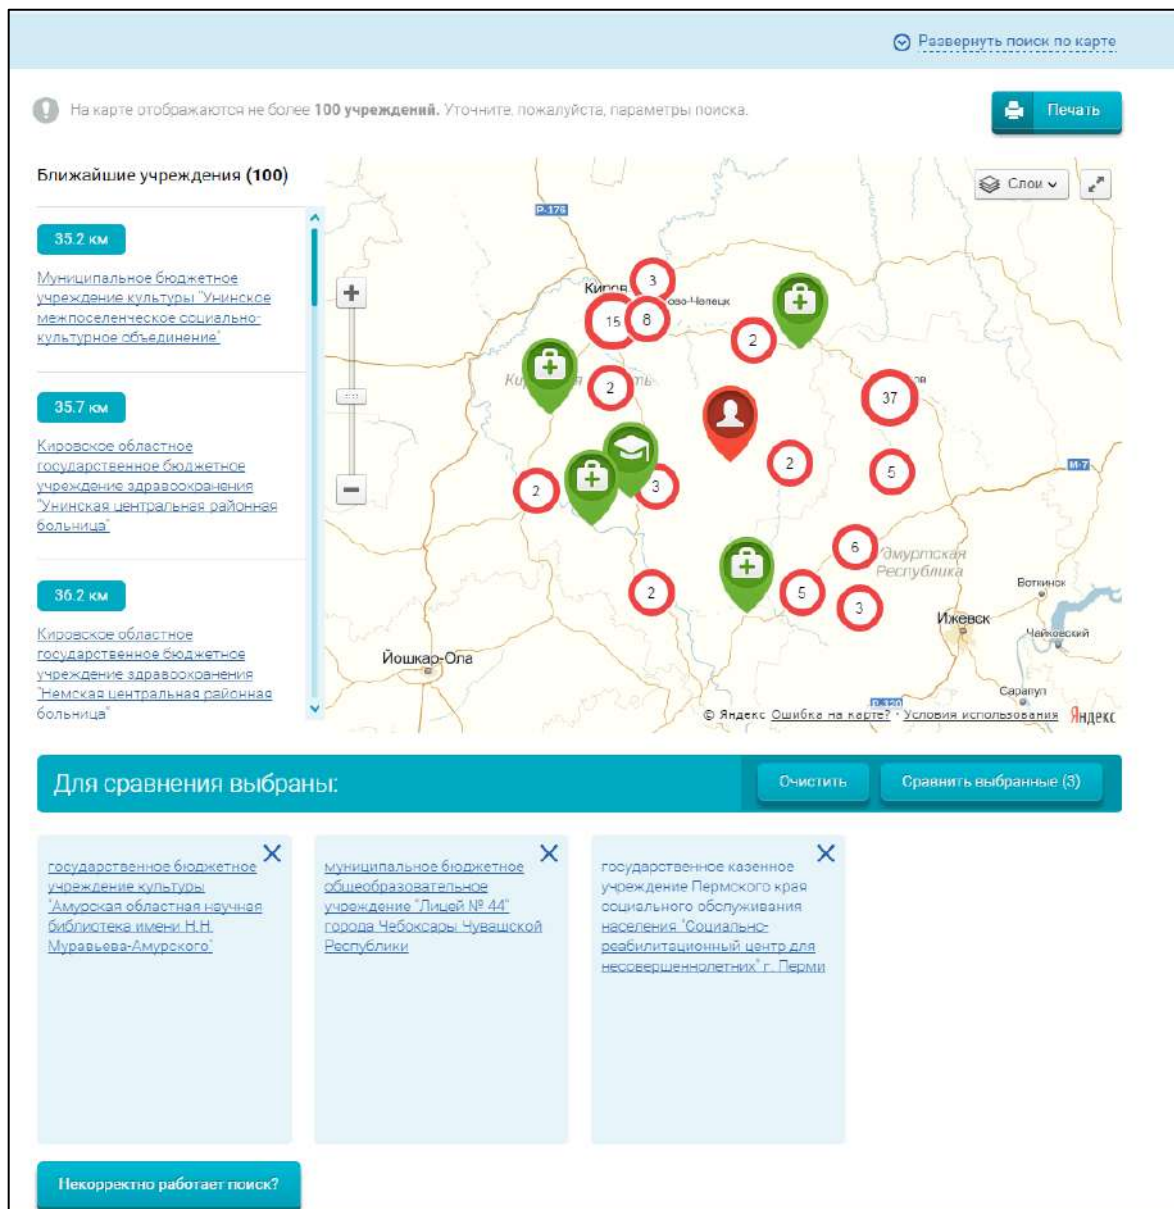 Развернуть поиск по карте
На карте отображаются не более 100 учреждений. Уточните, пожалуйста, параметры поиска.
Печать
Ближайшие учреждения (100)
35.2 км
Муниципальное бюджетное
учреждение культуры "Унинское
межпоселенческое социально-
культурное объединение"
35.7 км
Кировское областное
государственное бюджетное
учреждение здравоохранения
"Унинская центральная районная
больница"
36.2 км
Кировское областное
государственное бюджетное
учреждение здравоохранения
"Немская центральная районная
больница"
Слои
Р-176
Киров
3
ово-Чепецк
15
8
2
2
37
2
5
М-7
2
3
6
Удмуртская
Республика
2
5
3
Воткинск
Ижевск
Чайковский
Йошкар-Ола
Сарапул
© Яндекс Ошибка на карте? · Условия использования Яндекс
Для сравнения выбраны:
Очистить
Сравнить выбранные (3)
государственное бюджетное
учреждение культуры
"Амурская областная научная
библиотека имени Н.Н.
Муравьева-Амурского"
муниципальное бюджетное
общеобразовательное
учреждение "Лицей № 44"
города Чебоксары Чувашской
Республики
государственное казенное
учреждение Пермского края
социального обслуживания
населения "Социально-
реабилитационный центр для
несовершеннолетних" г. Перми
Некорректно работает поиск?